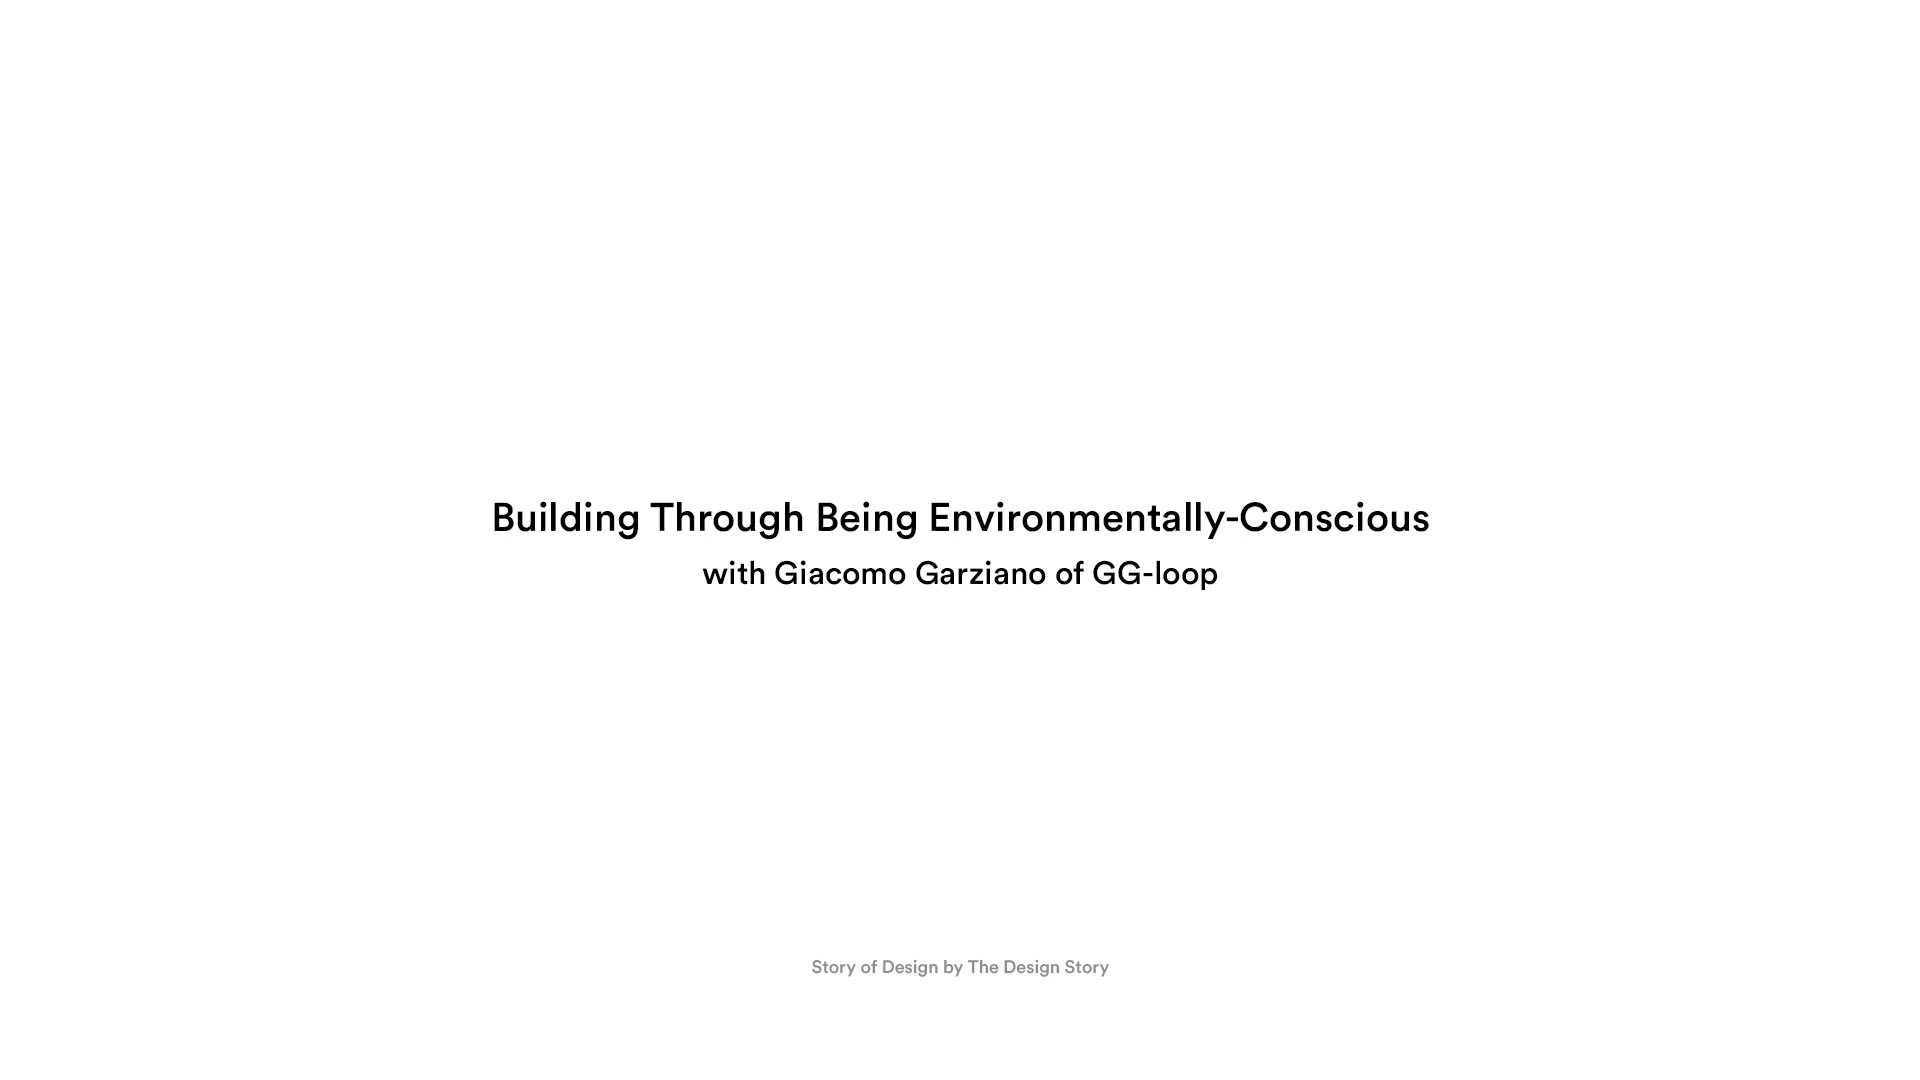 Building Through Being Environmentally-Conscious
with Giacomo Garziano of GG-loop
Story of Design by The Design Story